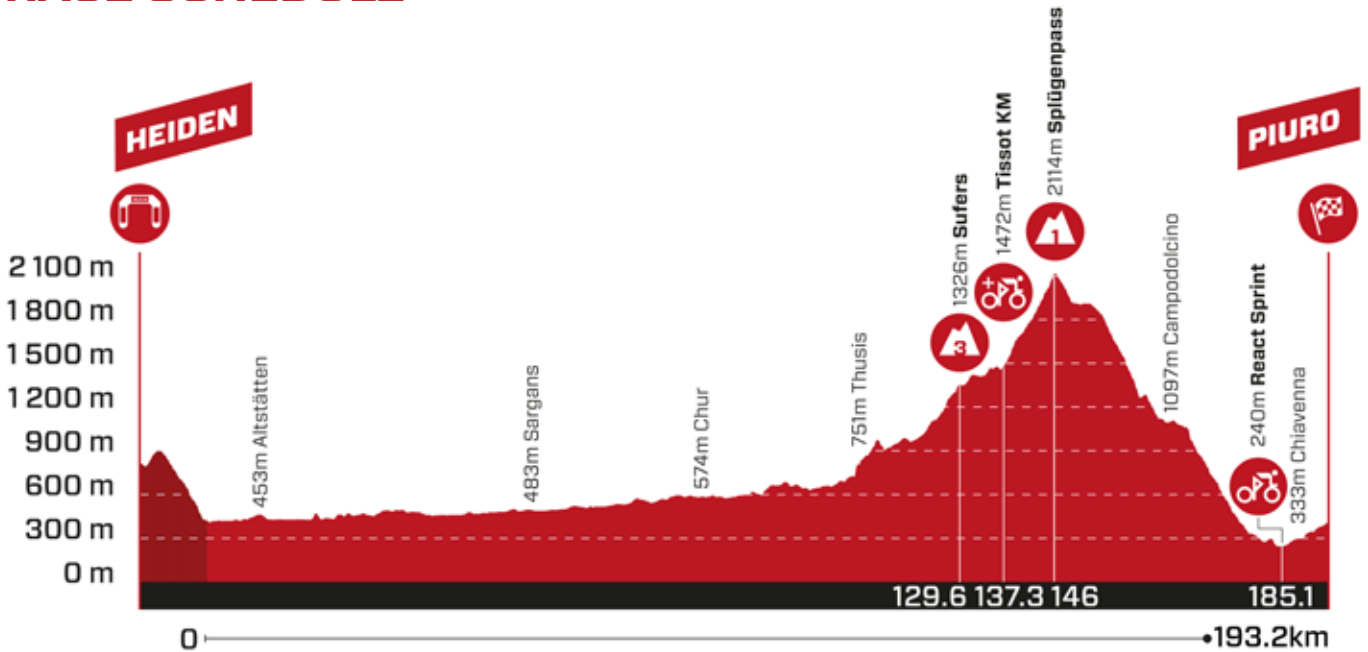 HEIDEN
PIURO
2 100 m
1 800 m
1 500 m
1 200 m
900 m
600 m
300 m
0 m
453m Altstätten
483m Sargans
574m Chur
751m Thusis
1326m Sufers
3
1472m Tissot KM
2114m Splügenpass
1
1097m Campodolcino
240m React Sprint
333m Chiavenna
129.6 137.3 146 185.1
0 193.2km